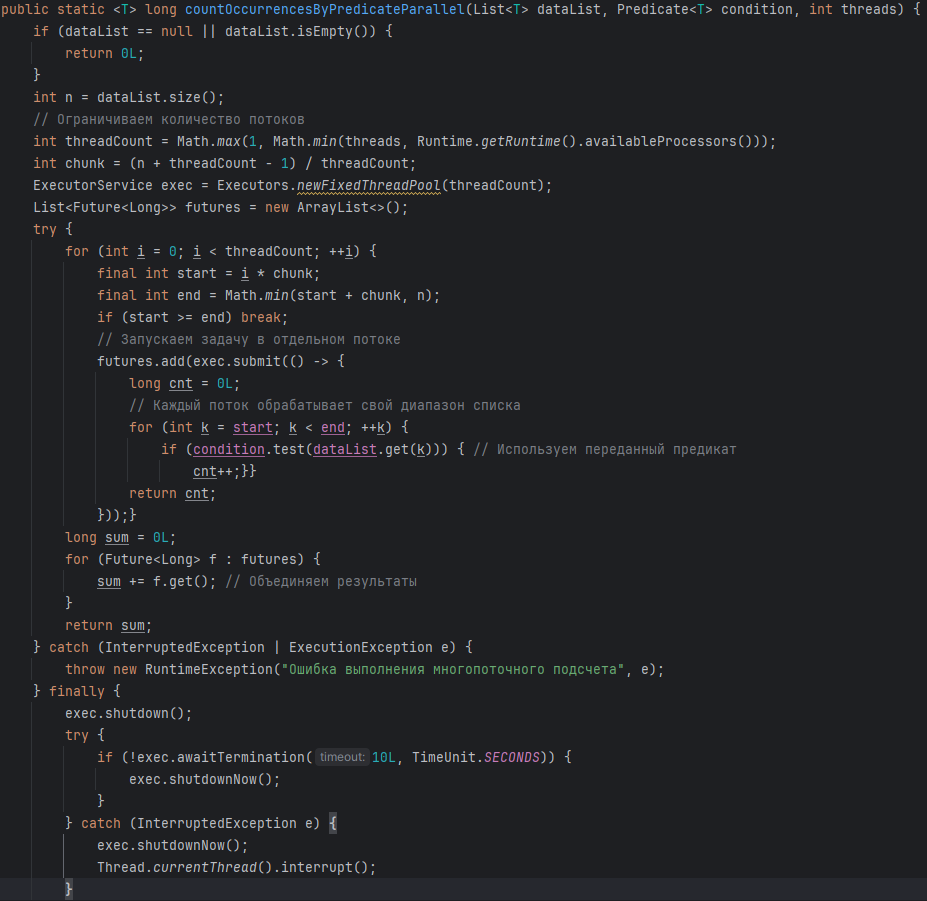 public static <T> long countOccurrencesByPredicateParallel(List<T> dataList, Predicate<T> condition, int threads) {
    if (dataList == null || dataList.isEmpty()) {
        return 0L;
    }
    int n = dataList.size();
    // Ограничиваем количество потоков
    int threadCount = Math.max(1, Math.min(threads, Runtime.getRuntime().availableProcessors()));
    int chunk = (n + threadCount - 1) / threadCount;
    ExecutorService exec = Executors.newFixedThreadPool(threadCount);
    List<Future<Long>> futures = new ArrayList<>();
    try {
        for (int i = 0; i < threadCount; ++i) {
            final int start = i * chunk;
            final int end = Math.min(start + chunk, n);
            if (start >= end) break;
            // Запускаем задачу в отдельном потоке
            futures.add(exec.submit(() -> {
                long cnt = 0L;
                // Каждый поток обрабатывает свой диапазон списка
                for (int k = start; k < end; ++k) {
                    if (condition.test(dataList.get(k))) { // Используем переданный предикат
                        cnt++;}}
                return cnt;
            }));}
        long sum = 0L;
        for (Future<Long> f : futures) {
            sum += f.get(); // Объединяем результаты
        }
        return sum;
    } catch (InterruptedException | ExecutionException e) {
        throw new RuntimeException("Ошибка выполнения многопоточного подсчета", e);
    } finally {
        exec.shutdown();
        try {
            if (!exec.awaitTermination( timeout: 10L, TimeUnit.SECONDS)) {
                exec.shutdownNow();
            }
        } catch (InterruptedException e) {
            exec.shutdownNow();
            Thread.currentThread().interrupt();
        }